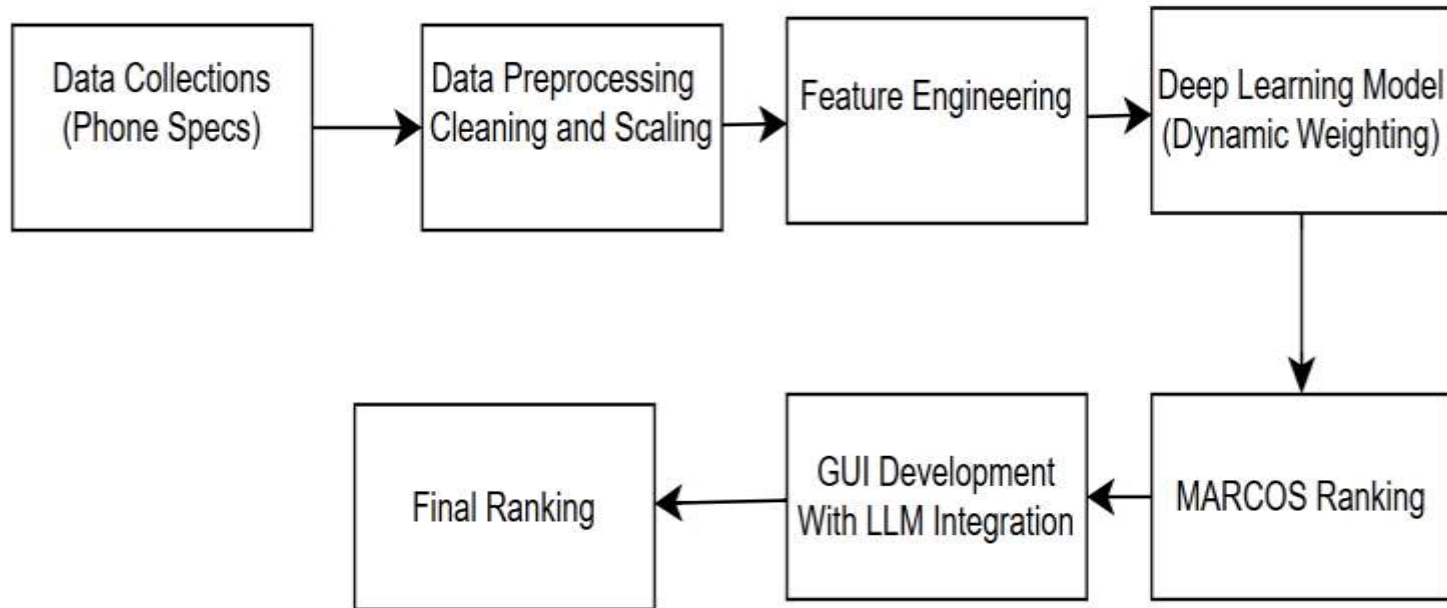 Data Collections
(Phone Specs)
Data Preprocessing
Cleaning and Scaling
Feature Engineering
Deep Learning Model
(Dynamic Weighting)
Final Ranking
GUI Development
With LLM Integration
MARCOS Ranking